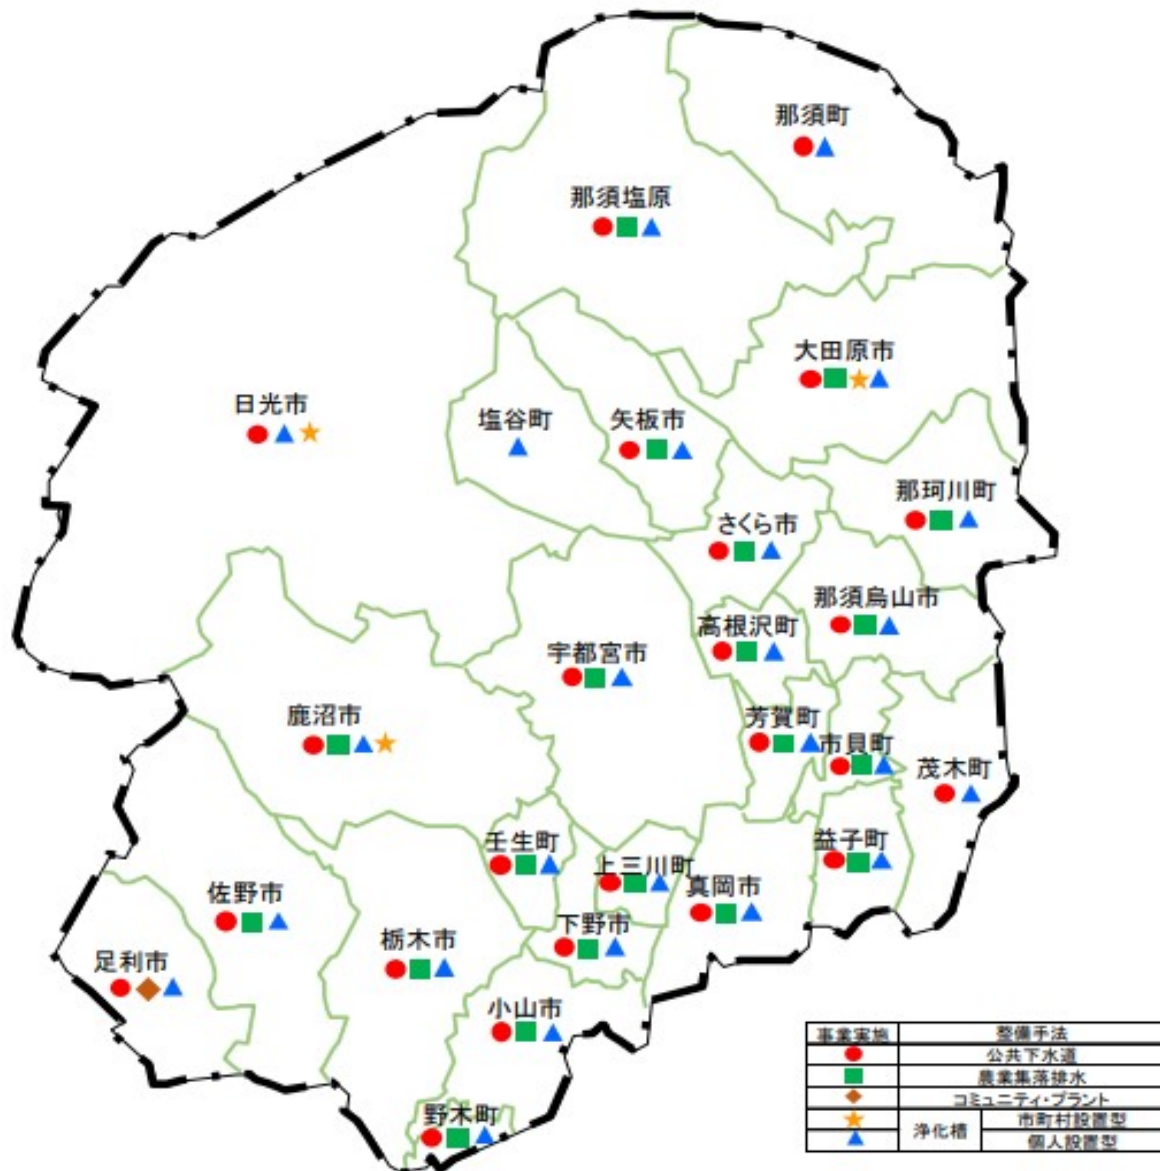 那須町
那須塩原
大田原市
日光市
塩谷町
矢板市
那珂川町
さくら市
那須烏山市
高根沢町
宇都宮市
鹿沼市
芳賀町
市貝町
茂木町
壬生町
益子町
上三川町
真岡市
佐野市
下野市
栃木市
足利市
小山市
野木町
事業実施 整備手法
公共下水道
農業集落排水
コミュニティ・プラント
浄化槽 市町村設置型
個人設置型